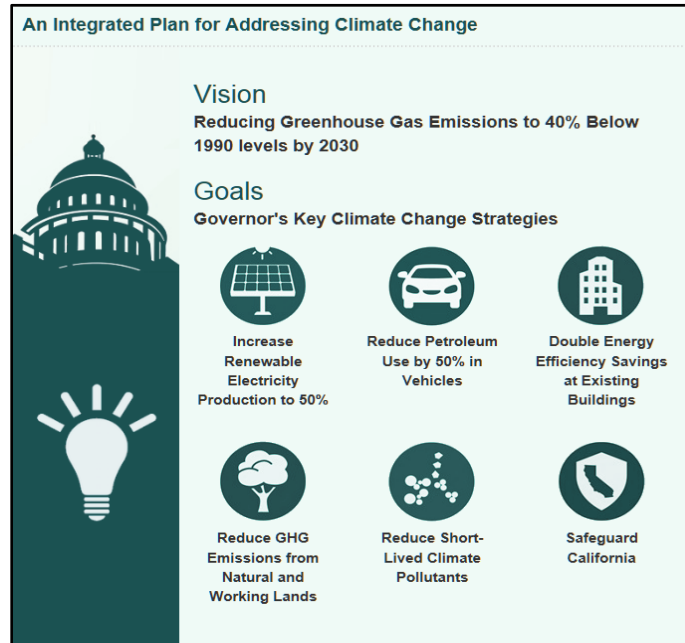 An Integrated Plan for Addressing Climate Change
Vision
Reducing Greenhouse Gas Emissions to 40% Below
1990 levels by 2030
Goals
Governor's Key Climate Change Strategies
Increase
Renewable
Electricity
Production to 50%
Reduce Petroleum
Use by 50% in
Vehicles
Double Energy
Efficiency Savings
at Existing
Buildings
Reduce GHG
Emissions from
Natural and
Working Lands
Reduce Short-
Lived Climate
Pollutants
Safeguard
California